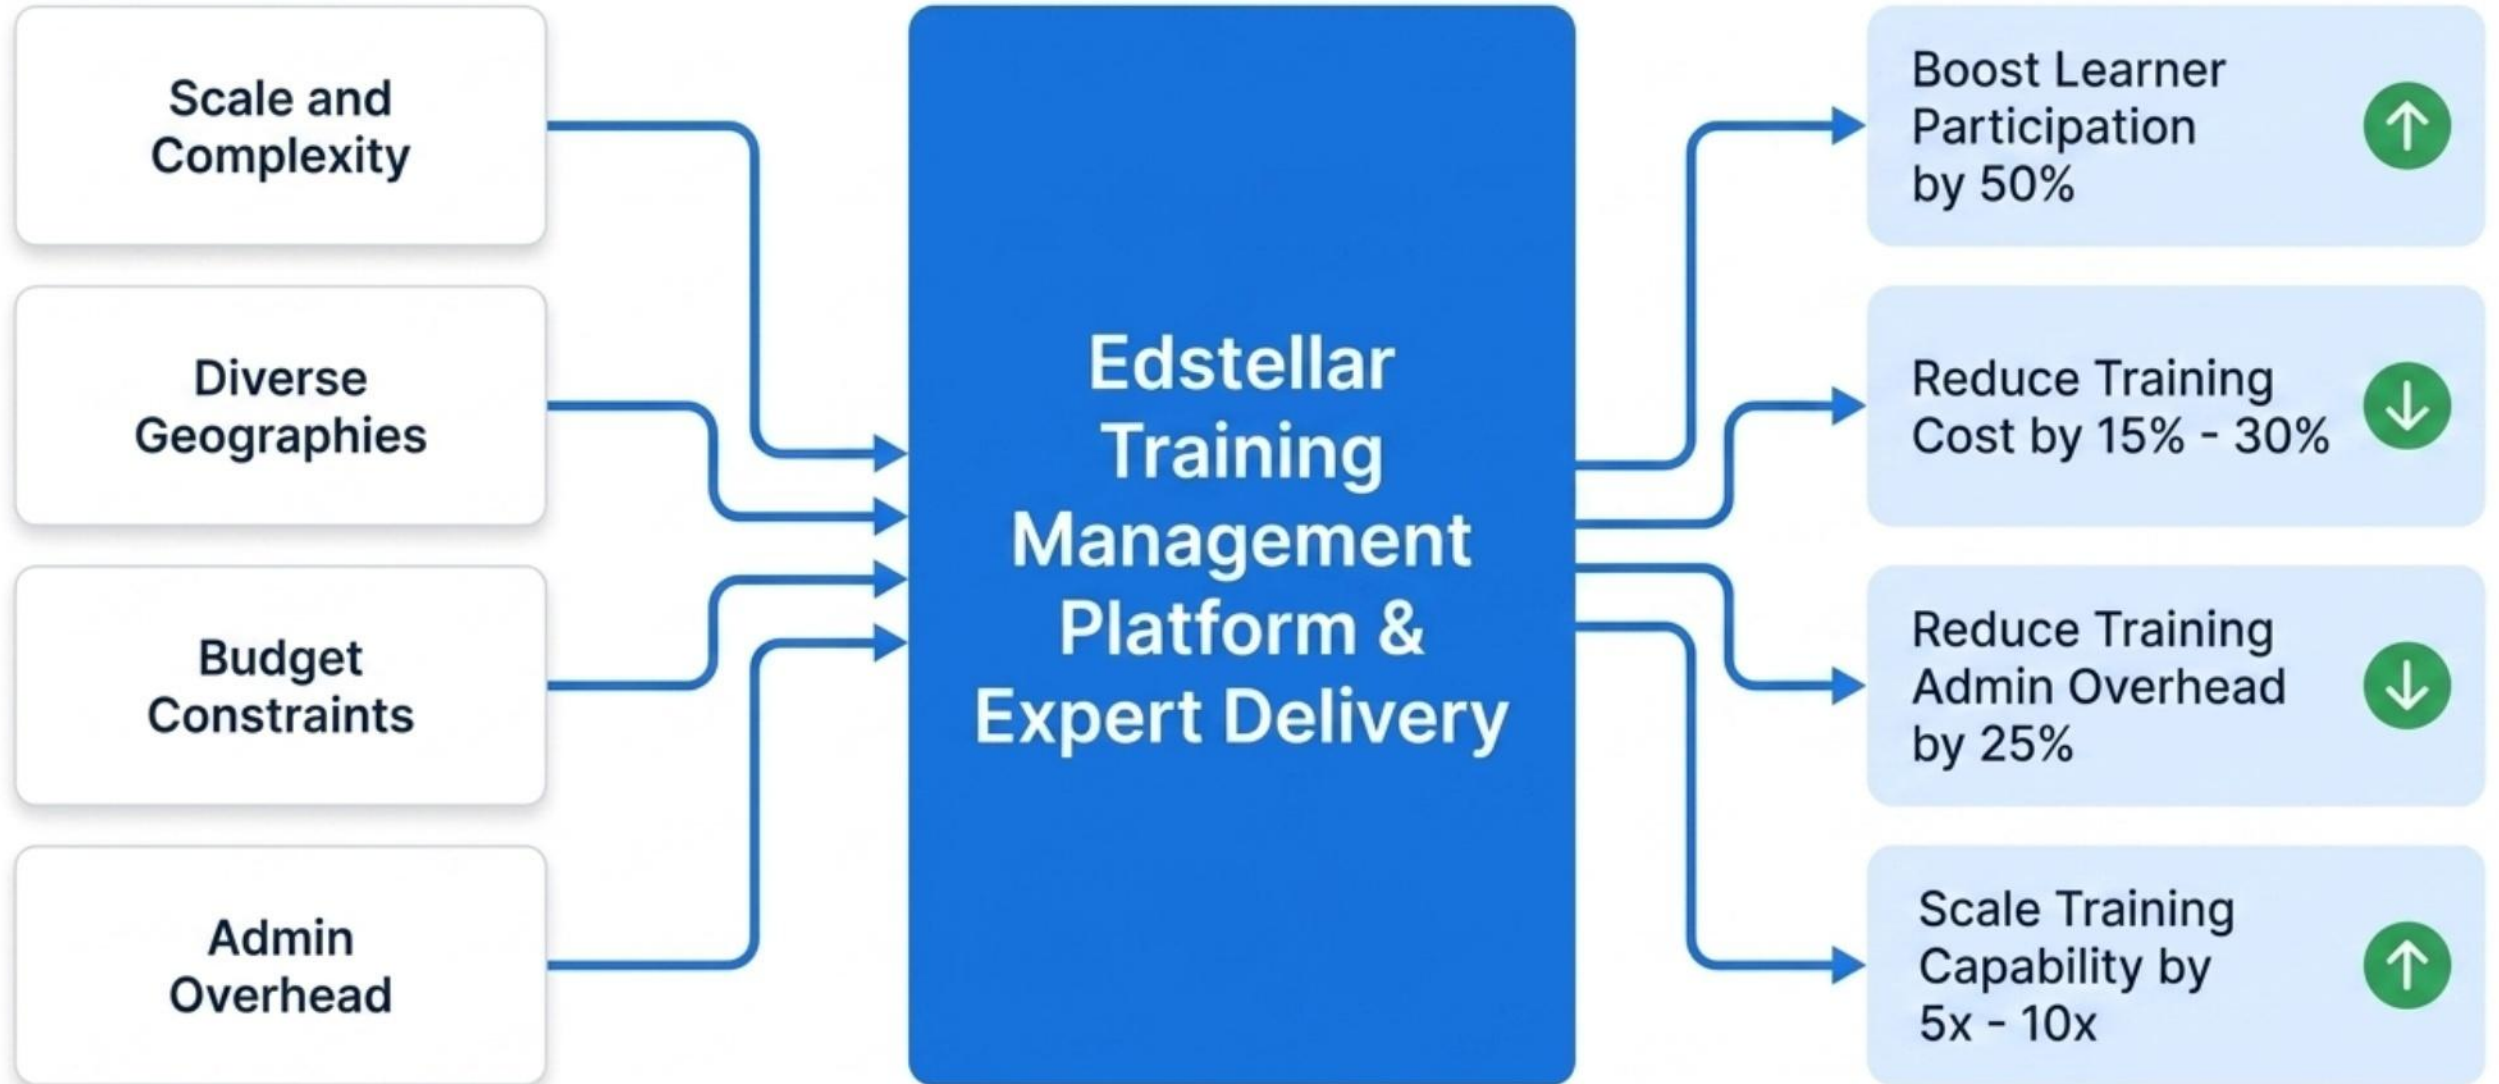 Scale and
Complexity
Diverse
Geographies
Budget
Constraints
Admin
Overhead
Edstellar
Training
Management
Platform &
Expert Delivery
Boost Learner
Participation
by 50%
Reduce Training
Cost by 15% - 30%
Reduce Training
Admin Overhead
by 25%
Scale Training
Capability by
5x - 10x